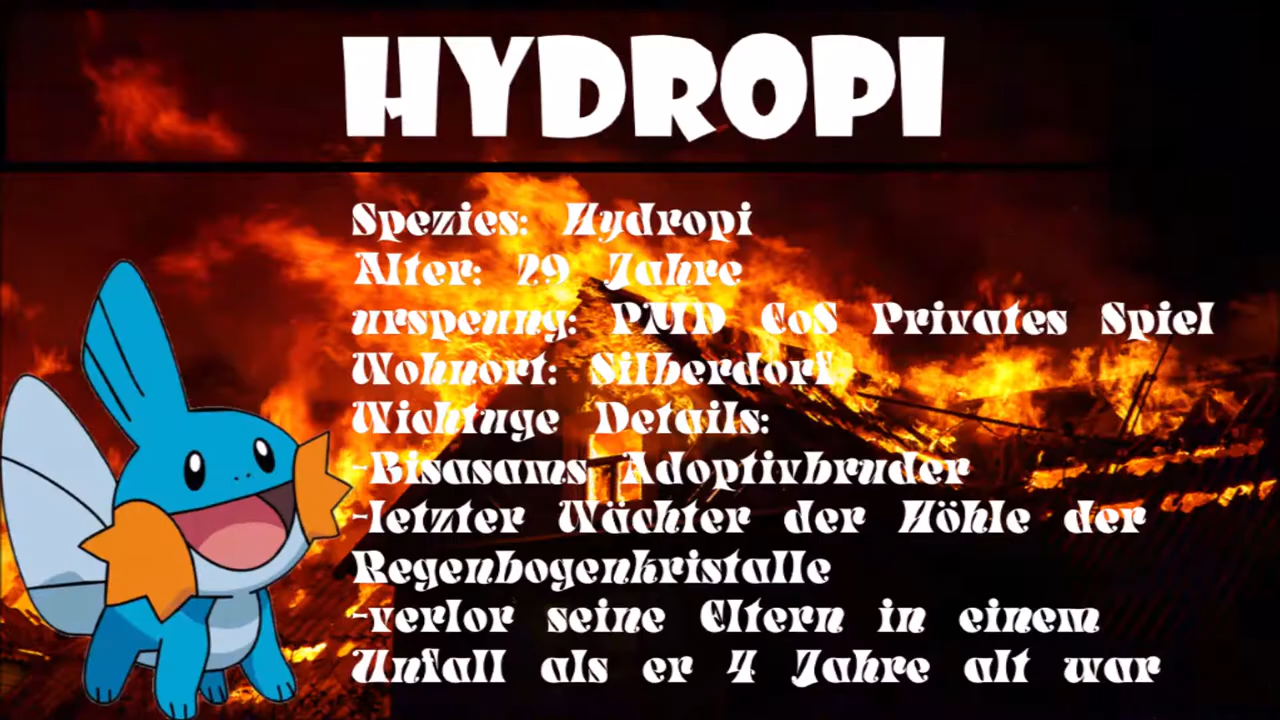 HYDROPI
Spezies: Hydropi
Alter: 29 Jahre
urspeunng: PMD CoS Privates Spiel
Wohnort: Silberdorf
Wichtuge Details:
-Bisasams Adoptivbruder
-letzter Wächter der Höhle der
Regenbogenkristalle
-verlor seine Eltern in einem
Unfall als er 4 Jahre alt war